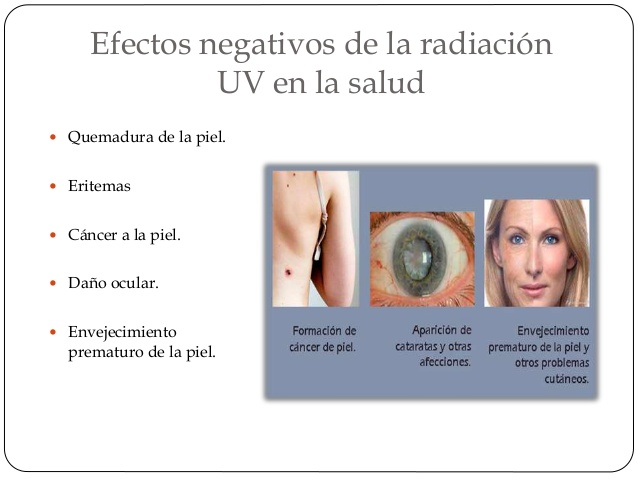 Efectos negativos de la radiación
UV en la salud
• Quemadura de la piel.
• Eritemas
• Cáncer a la piel.
• Daño ocular.
• Envejecimiento
prematuro de la piel.
Formación de
cáncer de piel.
Aparición de
cataratas y otras
afecciones.
Envejecimiento
prematuro de la piel y
otros problemas
cutáneos.